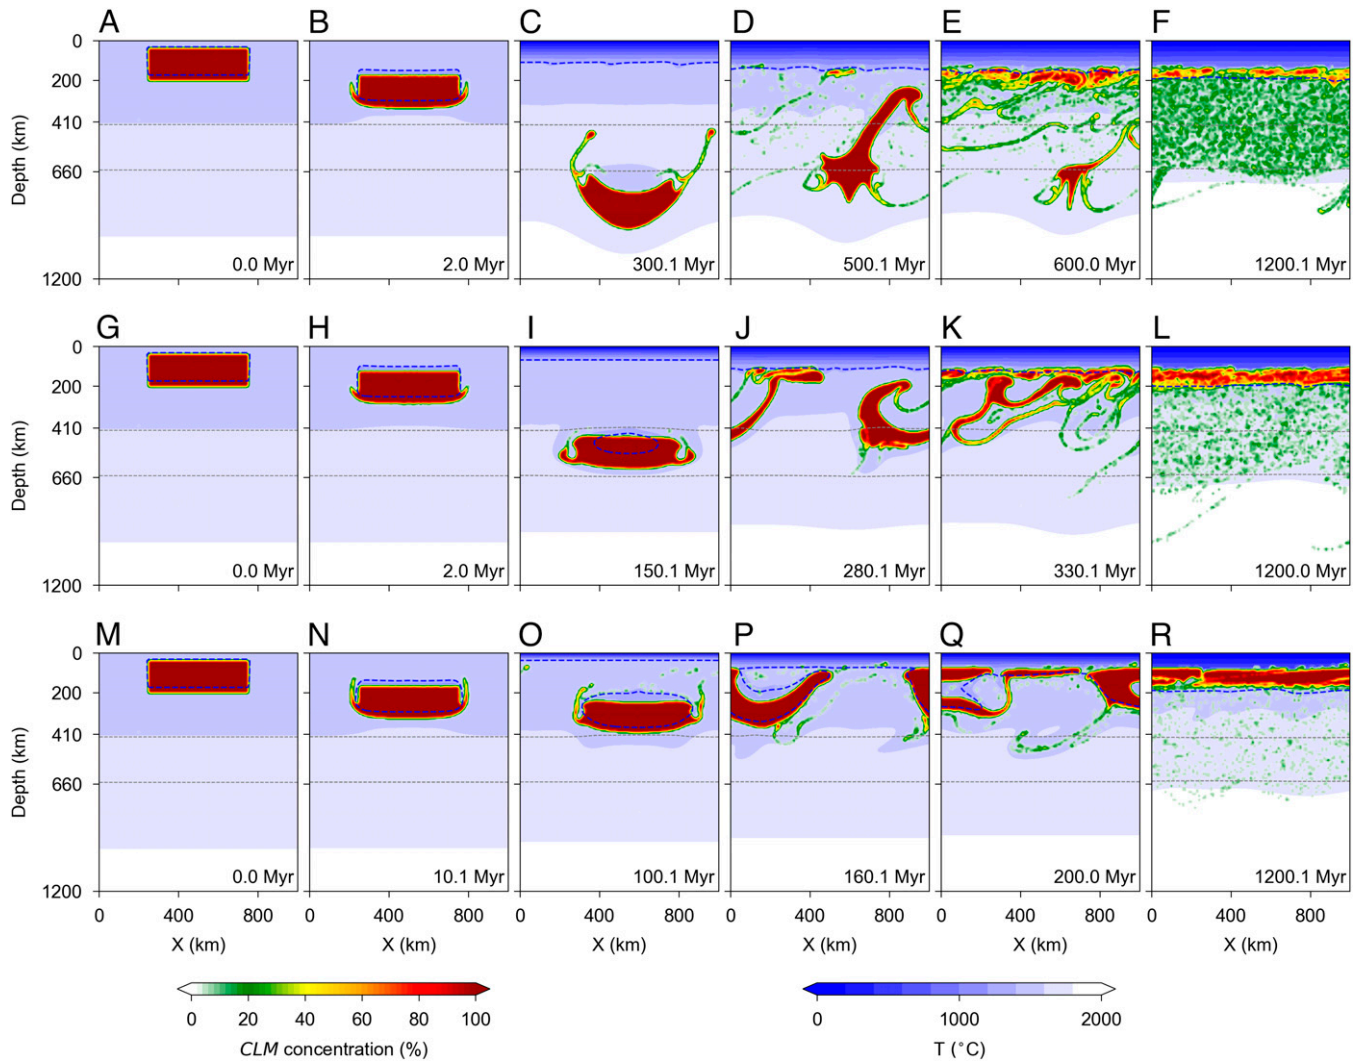 A B C D E F
0
200
410
660
1200
Depth (km)
0.0 Myr 2.0 Myr 300.1 Myr 500.1 Myr 600.0 Myr 1200.1 Myr
G H I J K L
0
200
410
660
1200
Depth (km)
0.0 Myr 2.0 Myr 150.1 Myr 280.1 Myr 330.1 Myr 1200.0 Myr
M N O P Q R
0
200
410
660
1200
Depth (km)
0.0 Myr 10.1 Myr 100.1 Myr 160.1 Myr 200.0 Myr 1200.1 Myr
0 400 800 0 400 800 0 400 800 0 400 800 0 400 800 0 400 800
X (km) X (km) X (km) X (km) X (km) X (km)
0 20 40 60 80 100
CLM concentration (%)
0 1000 2000
T (°C)